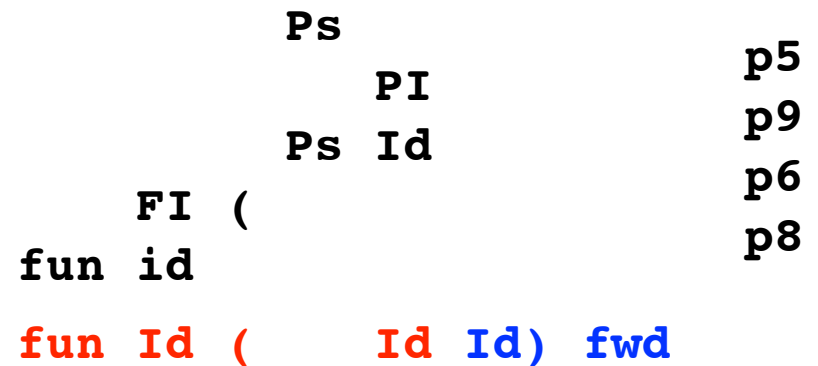 Ps
PI
Ps Id
FI (
fun id
fun Id ( Id Id) fwd
p5
p9
p6
p8